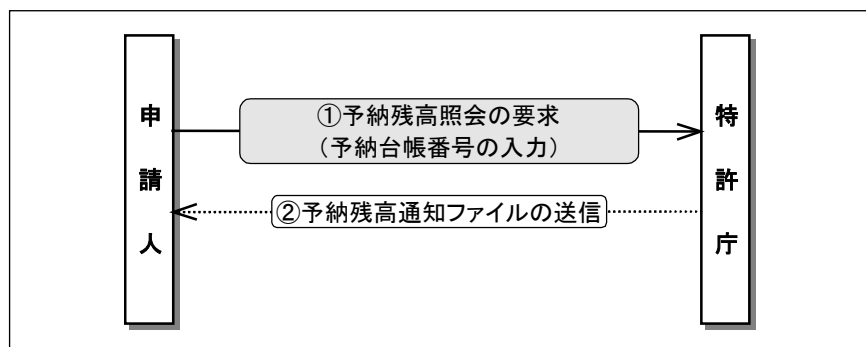 申請人
①予納残高照会の要求
（予納台帳番号の入力）
②予納残高通知ファイルの送信
特許庁